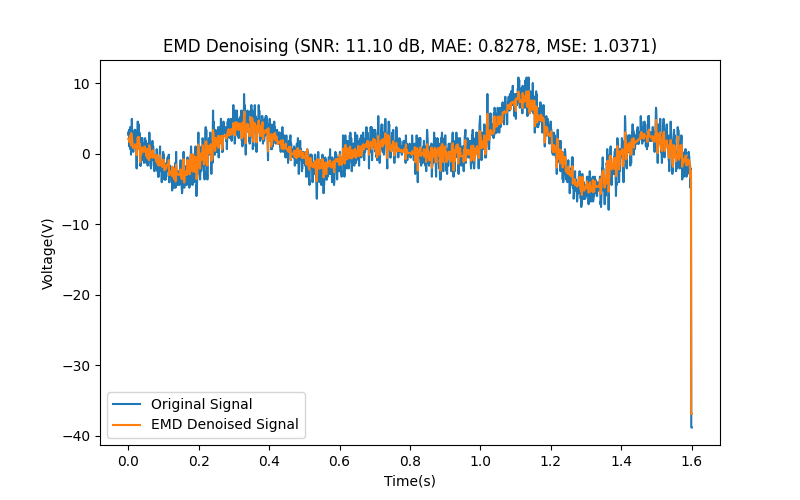 EMD Denoising (SNR: 11.10 dB, MAE: 0.8278, MSE: 1.0371)
10
0
−10
−20
−30
−40
Voltage(V)
Original Signal
EMD Denoised Signal
0.0 0.2 0.4 0.6 0.8 1.0 1.2 1.4 1.6
Time(s)